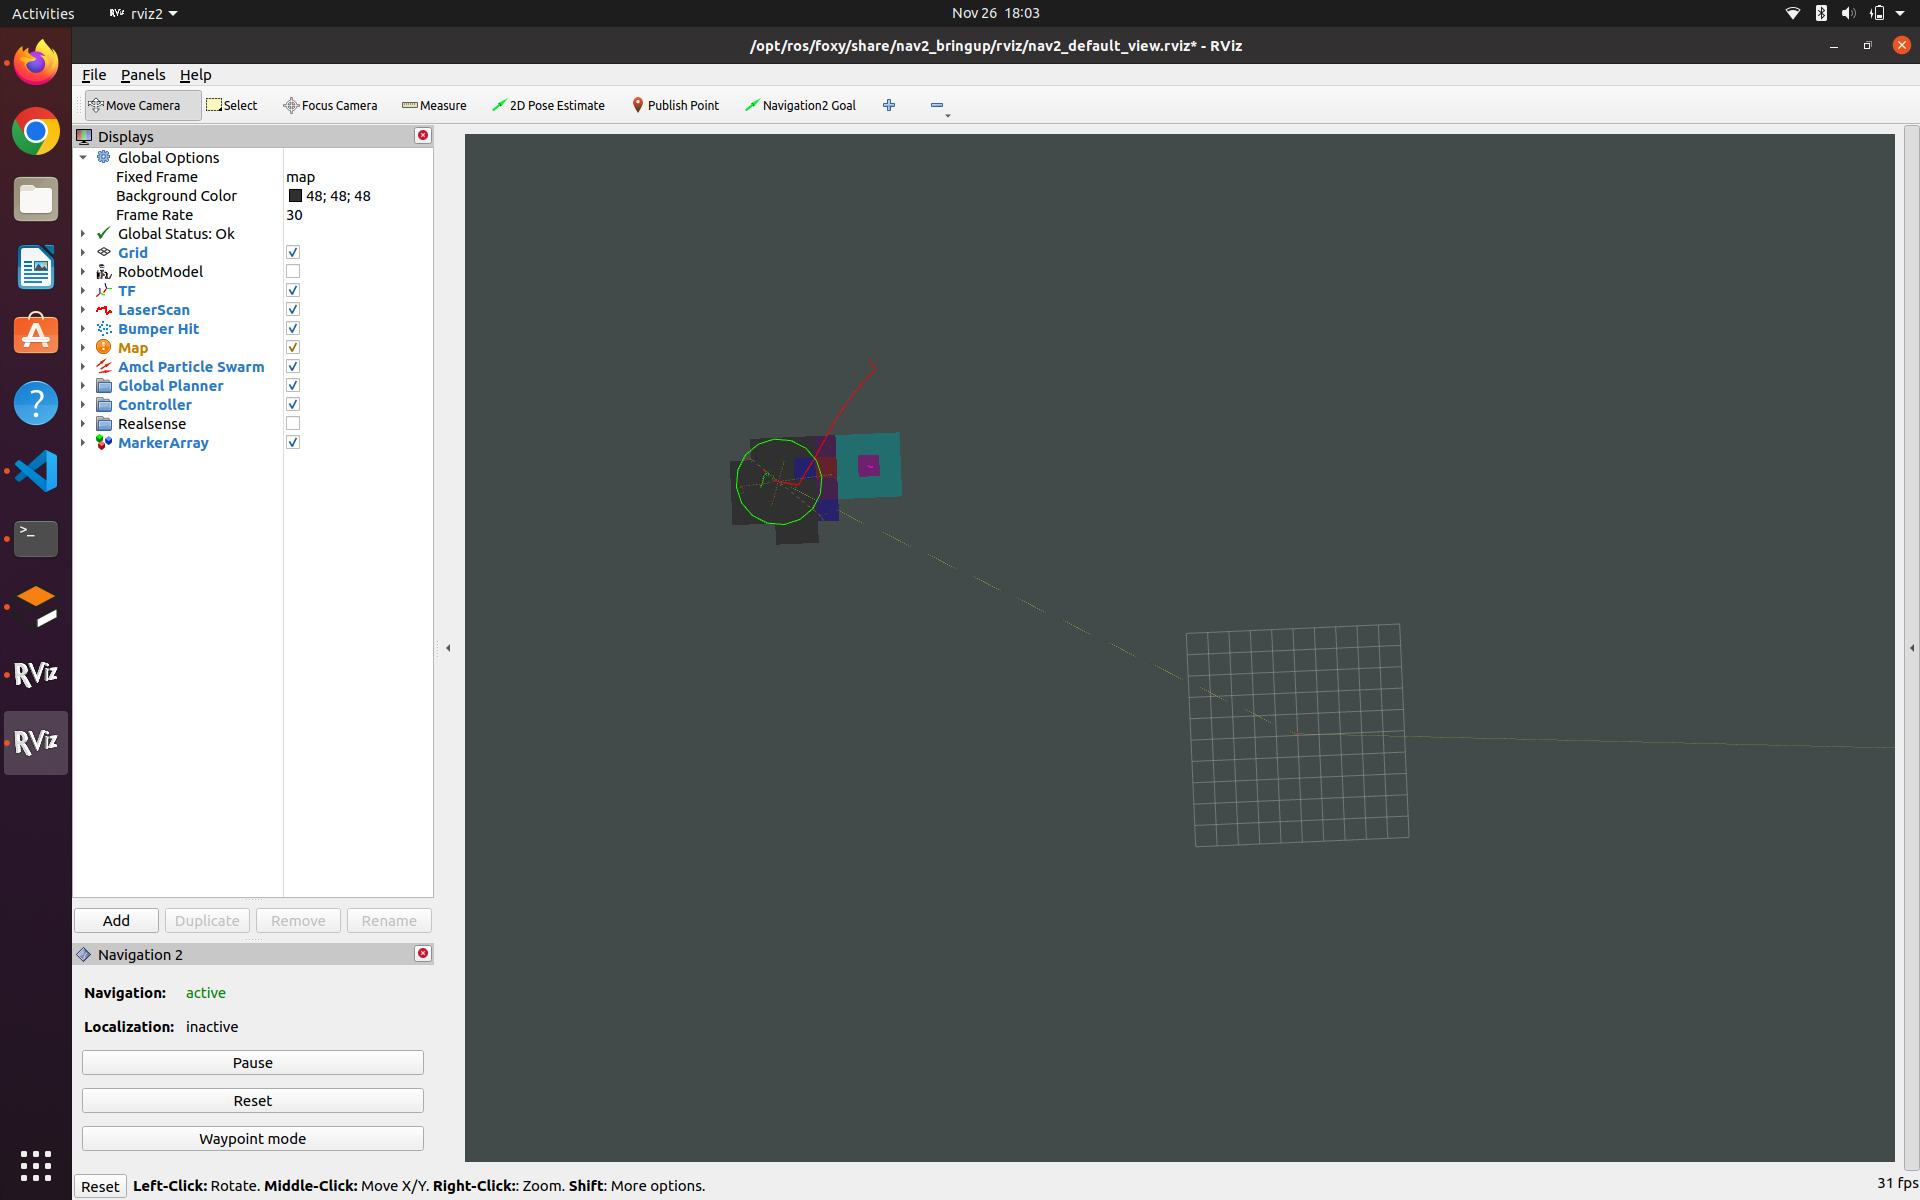 Activities RViz rviz2 Nov 26 18:03
/opt/ros/foxy/share/nav2_bringup/rviz/nav2_default_view.rviz* - RViz
File Panels Help
Move Camera Select Focus Camera Measure 2D Pose Estimate Publish Point Navigation2 Goal
Displays
Global Options
Fixed Frame map
Background Color 48; 48; 48
Frame Rate 30
Global Status: Ok
Grid
RobotModel
TF
LaserScan
Bumper Hit
Map
Amcl Particle Swarm
Global Planner
Controller
Realsense
MarkerArray
RViz
RViz
Add Duplicate Remove Rename
Navigation 2
Navigation: active
Localization: inactive
Pause
Reset
Waypoint mode
Reset Left-Click: Rotate. Middle-Click: Move X/Y. Right-Click:: Zoom. Shift: More options. 31 fps